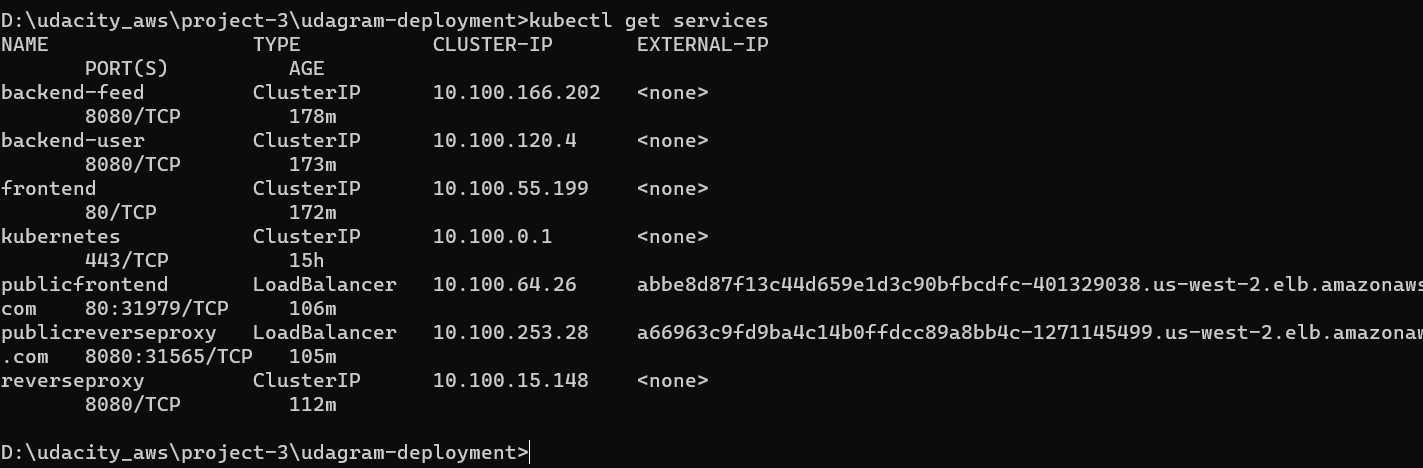 D:\udacity_aws\project-3\udagram-deployment>kubectl get services
NAME                 TYPE           CLUSTER-IP       EXTERNAL-IP
       PORT(S)          AGE
backend-feed         ClusterIP      10.100.166.202   <none>
       8080/TCP         178m
backend-user         ClusterIP      10.100.120.4     <none>
       8080/TCP         173m
frontend             ClusterIP      10.100.55.199    <none>
       80/TCP           172m
kubernetes           ClusterIP      10.100.0.1       <none>
       443/TCP          15h
publicfrontend       LoadBalancer   10.100.64.26     abbe8d87f13c44d659e1d3c90bfbcdfc-401329038.us-west-2.elb.amazonaws
com    80:31979/TCP     106m
publicreverseproxy   LoadBalancer   10.100.253.28    a66963c9fd9ba4c14b0ffdcc89a8bb4c-1271145499.us-west-2.elb.amazonaw
.com   8080:31565/TCP   105m
reverseproxy         ClusterIP      10.100.15.148    <none>
       8080/TCP         112m
D:\udacity_aws\project-3\udagram-deployment>